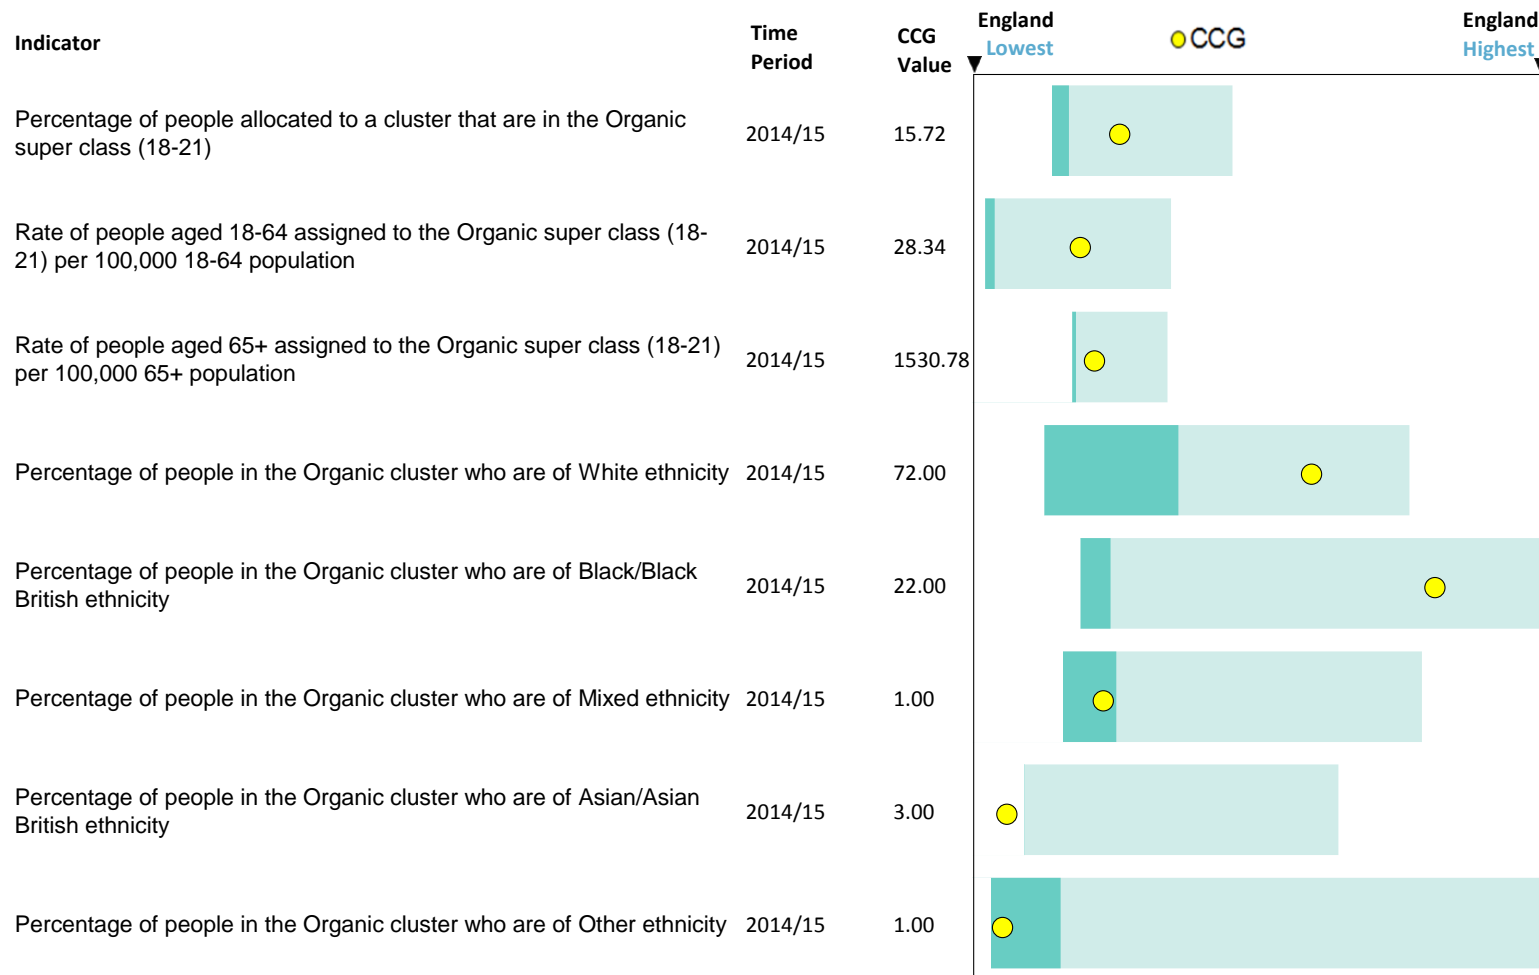 Indicator
Time Period
CCG Value
England Lowest
CCG
England Highest
Percentage of people allocated to a cluster that are in the Organic
super class (18-21)
2014/15
15.72
Rate of people aged 18-64 assigned to the Organic super class (18-
21) per 100,000 18-64 population
2014/15
28.34
Rate of people aged 65+ assigned to the Organic super class (18-21)
per 100,000 65+ population
2014/15
1530.78
Percentage of people in the Organic cluster who are of White ethnicity
2014/15
72.00
Percentage of people in the Organic cluster who are of Black/Black
British ethnicity
2014/15
22.00
Percentage of people in the Organic cluster who are of Mixed ethnicity
2014/15
1.00
Percentage of people in the Organic cluster who are of Asian/Asian
British ethnicity
2014/15
3.00
Percentage of people in the Organic cluster who are of Other ethnicity
2014/15
1.00